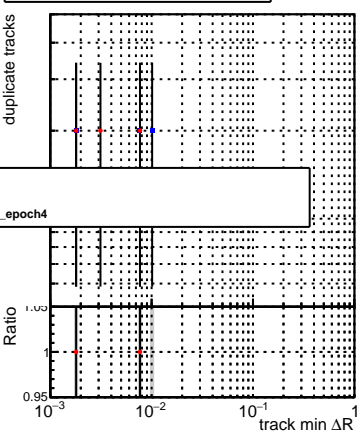 duplicate tracks
_epoch4
1.05
Ratio
1
0.95
10⁻³ 10⁻² 10⁻¹ 1
track min ΔR